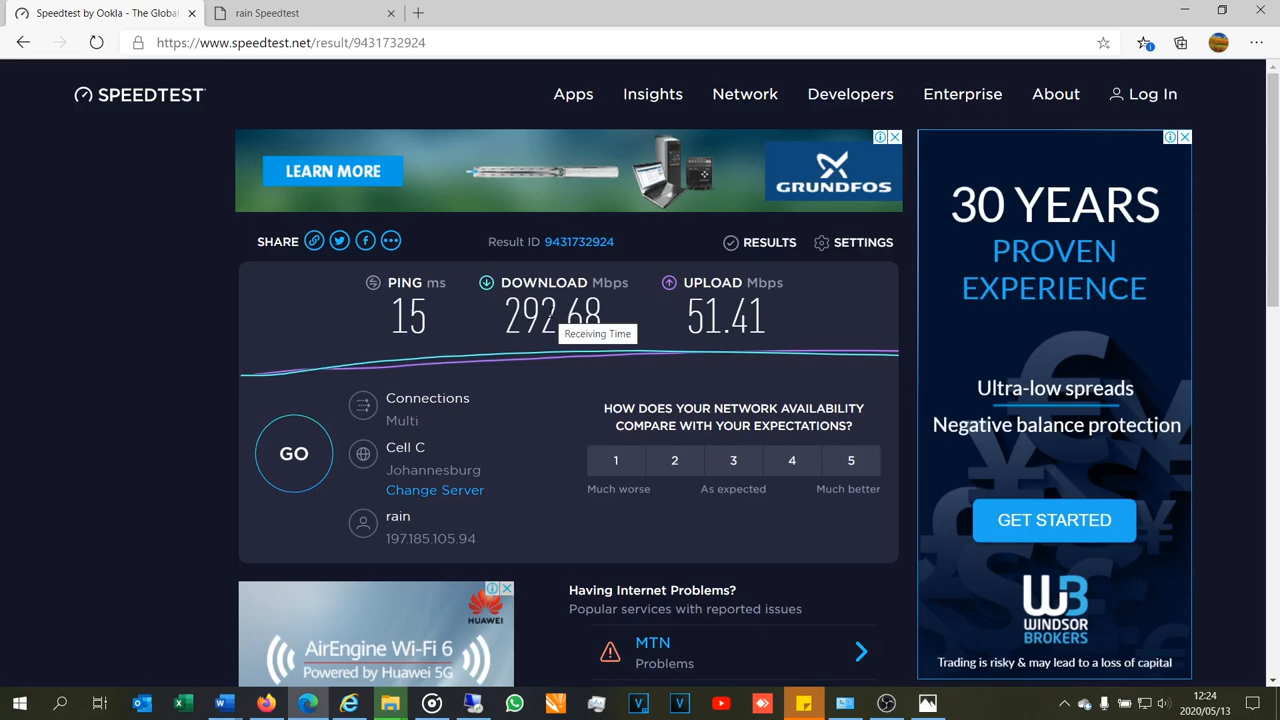 Speedtest by Ookla - The Global
rain Speedtest
https://www.speedtest.net/result/9431732924
SPEEDTEST
Apps
Insights
Network
Developers
Enterprise
About
Log In
LEARN MORE
GRUNDFOS
30 YEARS
PROVEN
EXPERIENCE
Ultra-low spreads
Negative balance protection
GET STARTED
WINDSOR
BROKERS
Trading is risky & may lead to a loss of capital
SHARE
Result ID 9431732924
RESULTS
SETTINGS
PING ms
15
DOWNLOAD Mbps
292.68
UPLOAD Mbps
51.41
Receiving Time
GO
Connections
Multi
Cell C
Johannesburg
Change Server
rain
197.185.105.94
HOW DOES YOUR NETWORK AVAILABILITY
COMPARE WITH YOUR EXPECTATIONS?
1 2 3 4 5
Much worse
As expected
Much better
HUAWEI
AirEngine Wi-Fi 6
Powered by Huawei 5G
Having Internet Problems?
Popular services with reported issues
MTN
Problems
12:24
2020/05/13